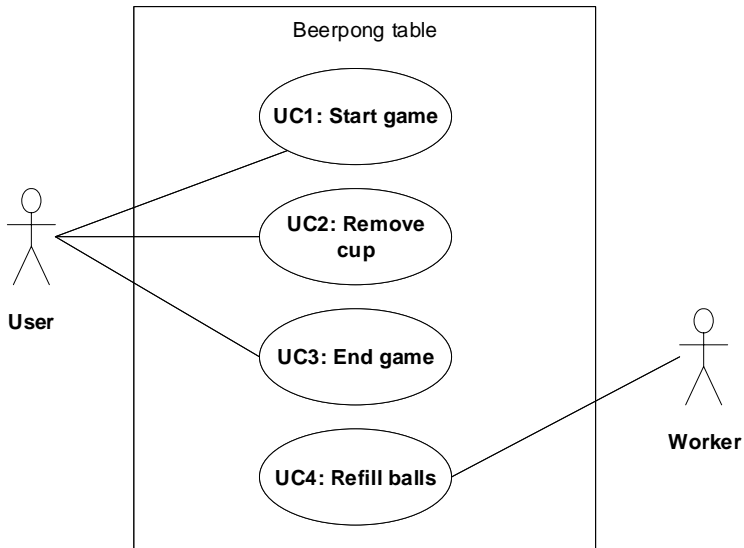 Beerpong table
UC1: Start game
UC2: Remove
cup
User
UC3: End game
Worker
UC4: Refill balls